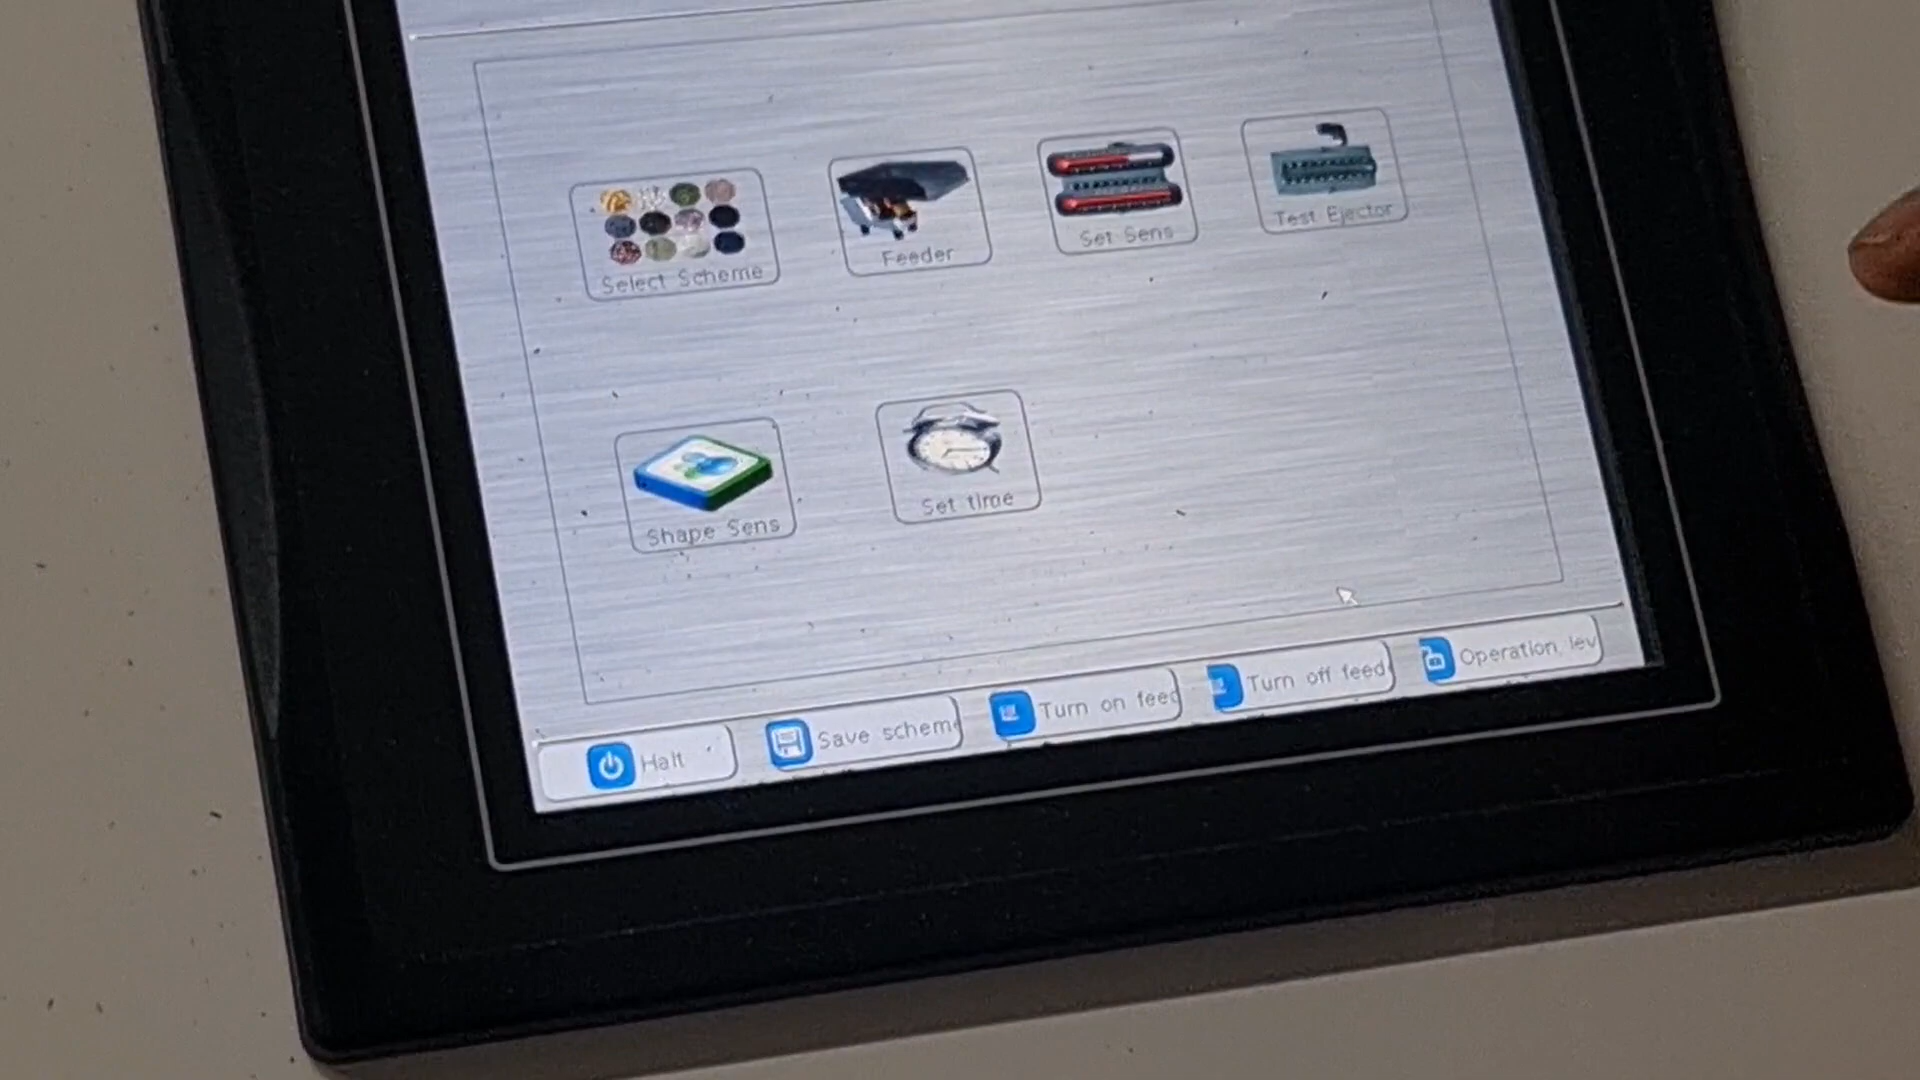 Select Scheme
Feeder
Set Sens
Test Ejector
Shape Sens
Set time
Halt
Save schem
Turn on feed
Turn off feed
Operation lev